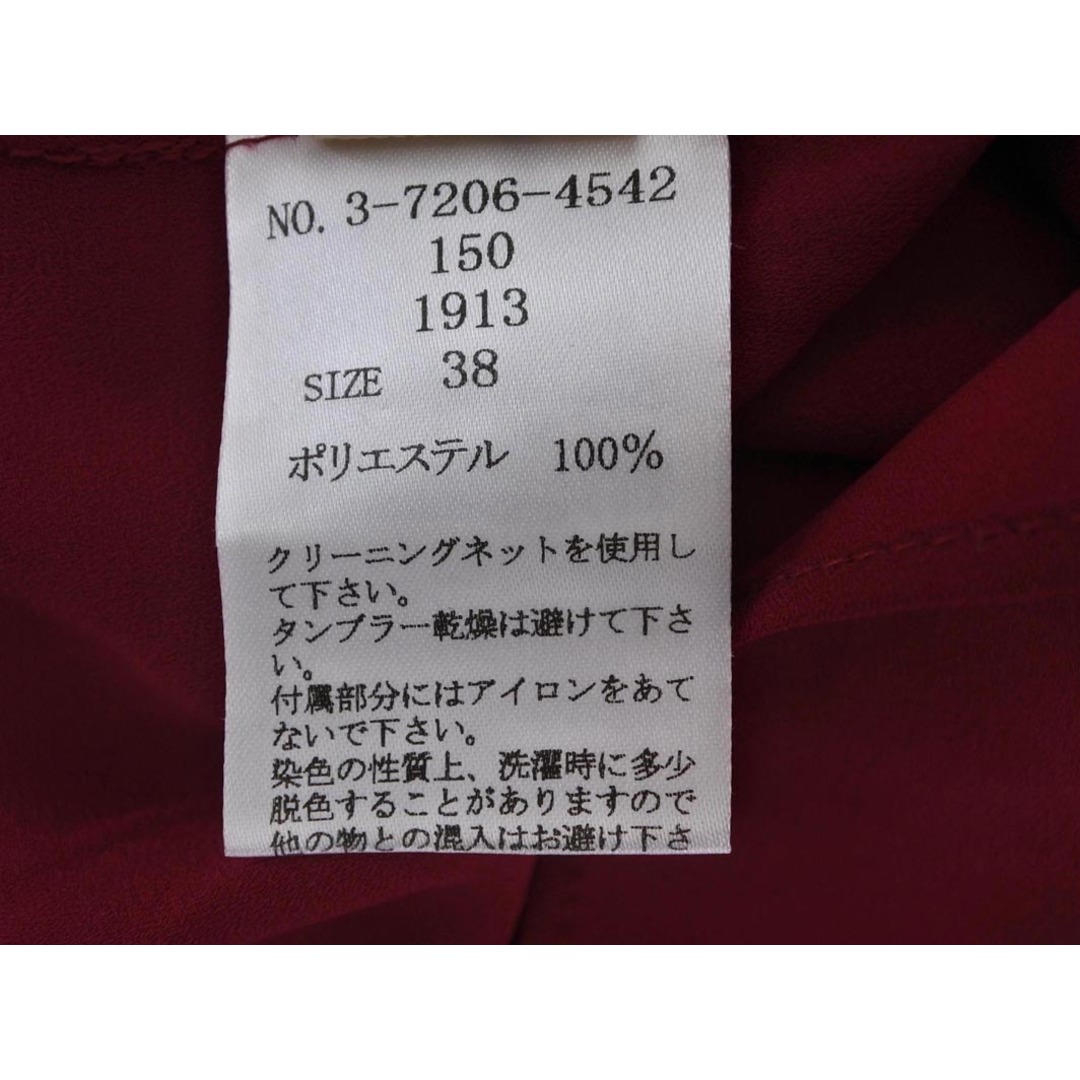 NO. 3-7206-4542
150
1913
SIZE 38
ポリエステル 100%
クリーニングネットを使用し
て下さい。
タンブラー乾燥は避けて下さ
い。
付属部分にはアイロンをあて
ないで下さい。
染色の性質上、洗濯時に多少
脱色することがありますので
他の物との混入はお避け下さ